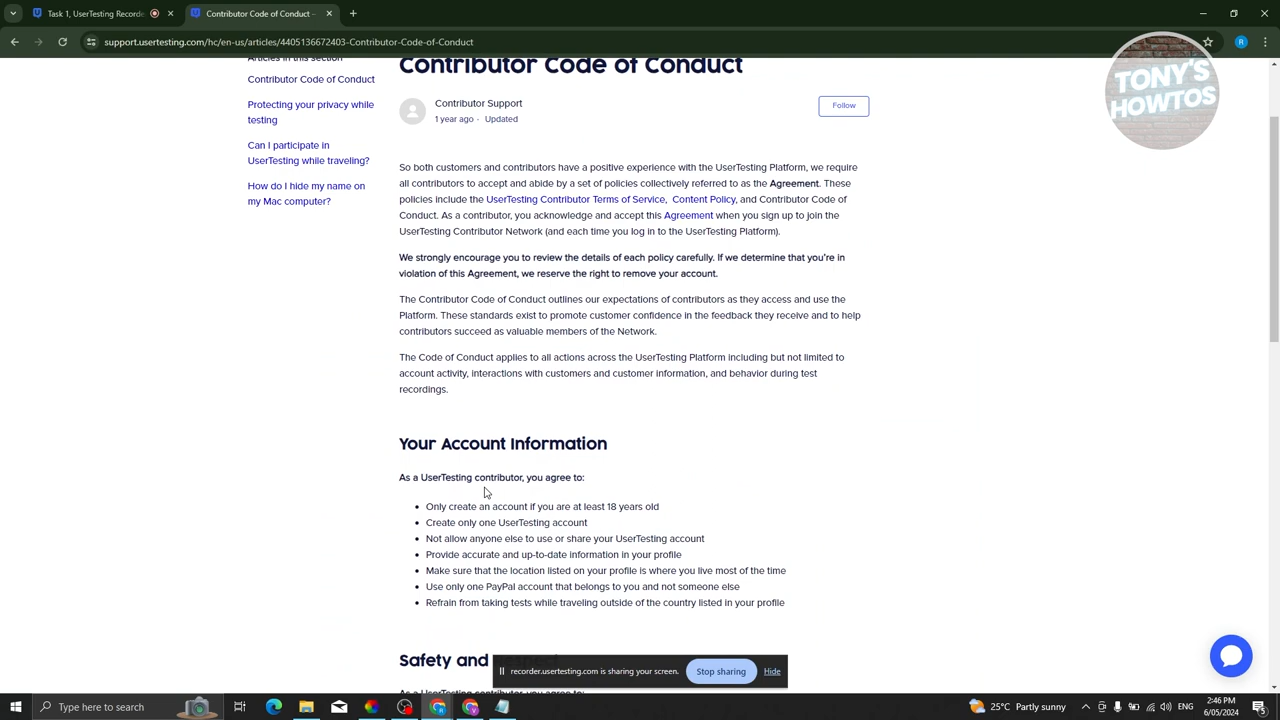 Task 1, UserTesting
Contributor Code of Conduct –
support.usertesting.com/hc/en-us/articles/4405136672403-Contributor-Code-of-Conduct
R
TONY'S
HOWTOS
Articles in this section
Contributor Code of Conduct
Protecting your privacy while
testing
Can I participate in
UserTesting while traveling?
How do I hide my name on
my Mac computer?
Contributor Code of Conduct
Contributor Support
1 year ago · Updated
Follow
So both customers and contributors have a positive experience with the UserTesting Platform, we require
all contributors to accept and abide by a set of policies collectively referred to as the Agreement. These
policies include the UserTesting Contributor Terms of Service, Content Policy, and Contributor Code of
Conduct. As a contributor, you acknowledge and accept this Agreement when you sign up to join the
UserTesting Contributor Network (and each time you log in to the UserTesting Platform).
We strongly encourage you to review the details of each policy carefully. If we determine that you're in
violation of this Agreement, we reserve the right to remove your account.
The Contributor Code of Conduct outlines our expectations of contributors as they access and use the
Platform. These standards exist to promote customer confidence in the feedback they receive and to help
contributors succeed as valuable members of the Network.
The Code of Conduct applies to all actions across the UserTesting Platform including but not limited to
account activity, interactions with customers and customer information, and behavior during test
recordings.
Your Account Information
As a UserTesting contributor, you agree to:
• Only create an account if you are at least 18 years old
• Create only one UserTesting account
• Not allow anyone else to use or share your UserTesting account
• Provide accurate and up-to-date information in your profile
• Make sure that the location listed on your profile is where you live most of the time
• Use only one PayPal account that belongs to you and not someone else
• Refrain from taking tests while traveling outside of the country listed in your profile
Safety and
As a UserTesting contributor, you agree to:
recorder.usertesting.com is sharing your screen.
Stop sharing
Hide
Type here to search
25°C Partly sunny
2:46 PM
6/05/2024